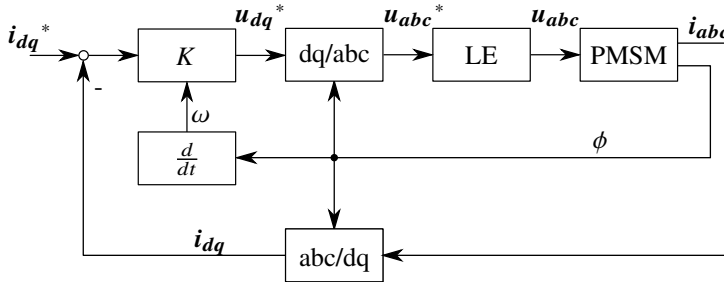 i_dq*
u_dq*
u_abc*
u_abc
i_abc
K
dq/abc
LE
PMSM
-
ω
ϕ
d/dt
i_dq
abc/dq